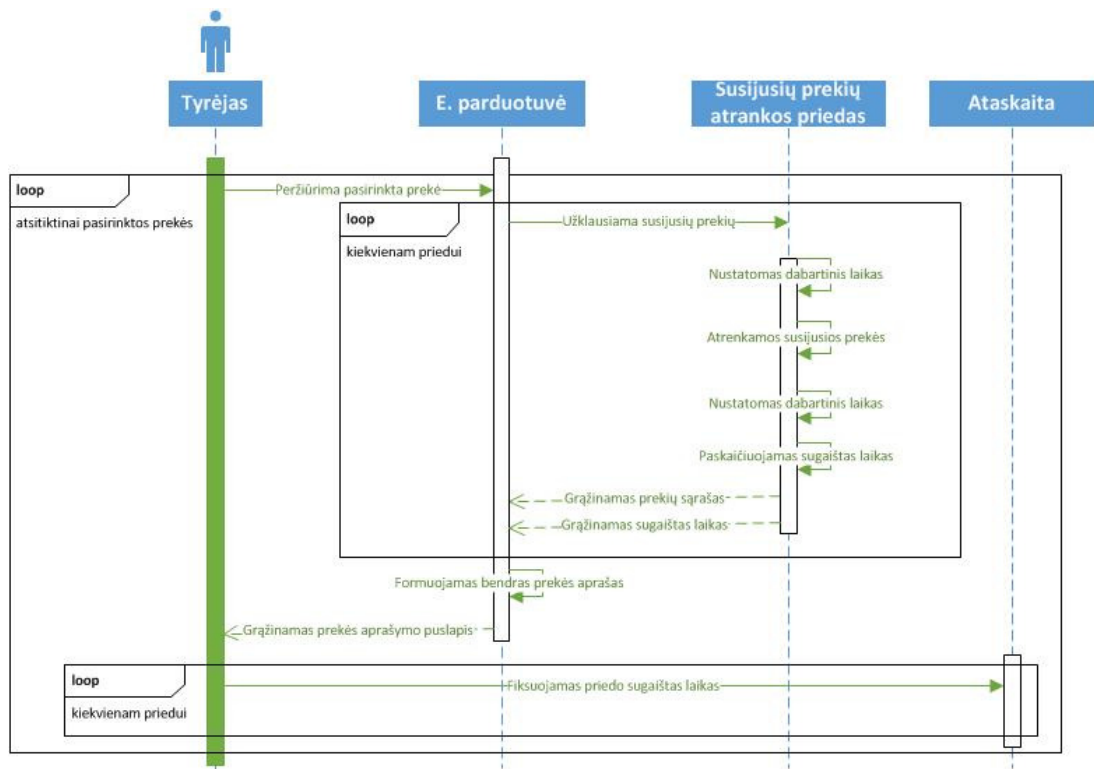 Tyrėjas
E. parduotuvė
Susijusių prekių
atrankos priedas
Ataskaita
loop
atsitiktinai pasirinktos prekės
Peržiūrima pasirinkta prekė
loop
kiekvienam priedui
Užklausiama susijusių prekių
Nustatomas dabartinis laikas
Atrenkamos susijusios prekės
Nustatomas dabartinis laikas
Paskaičiuojamas sugaištas laikas
Grąžinamas prekių sąrašas
Grąžinamas sugaištas laikas
Formuojamas bendras prekės aprašas
Grąžinamas prekės aprašymo puslapis
loop
kiekvienam priedui
Fiksuojamas priedo sugaištas laikas